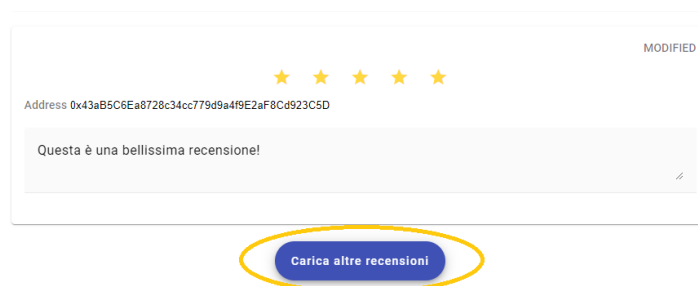 MODIFIED
Address 0x43aB5C6Ea8728c34cc779d9a4f9E2aF8Cd923C5D
Questa è una bellissima recensione!
Carica altre recensioni